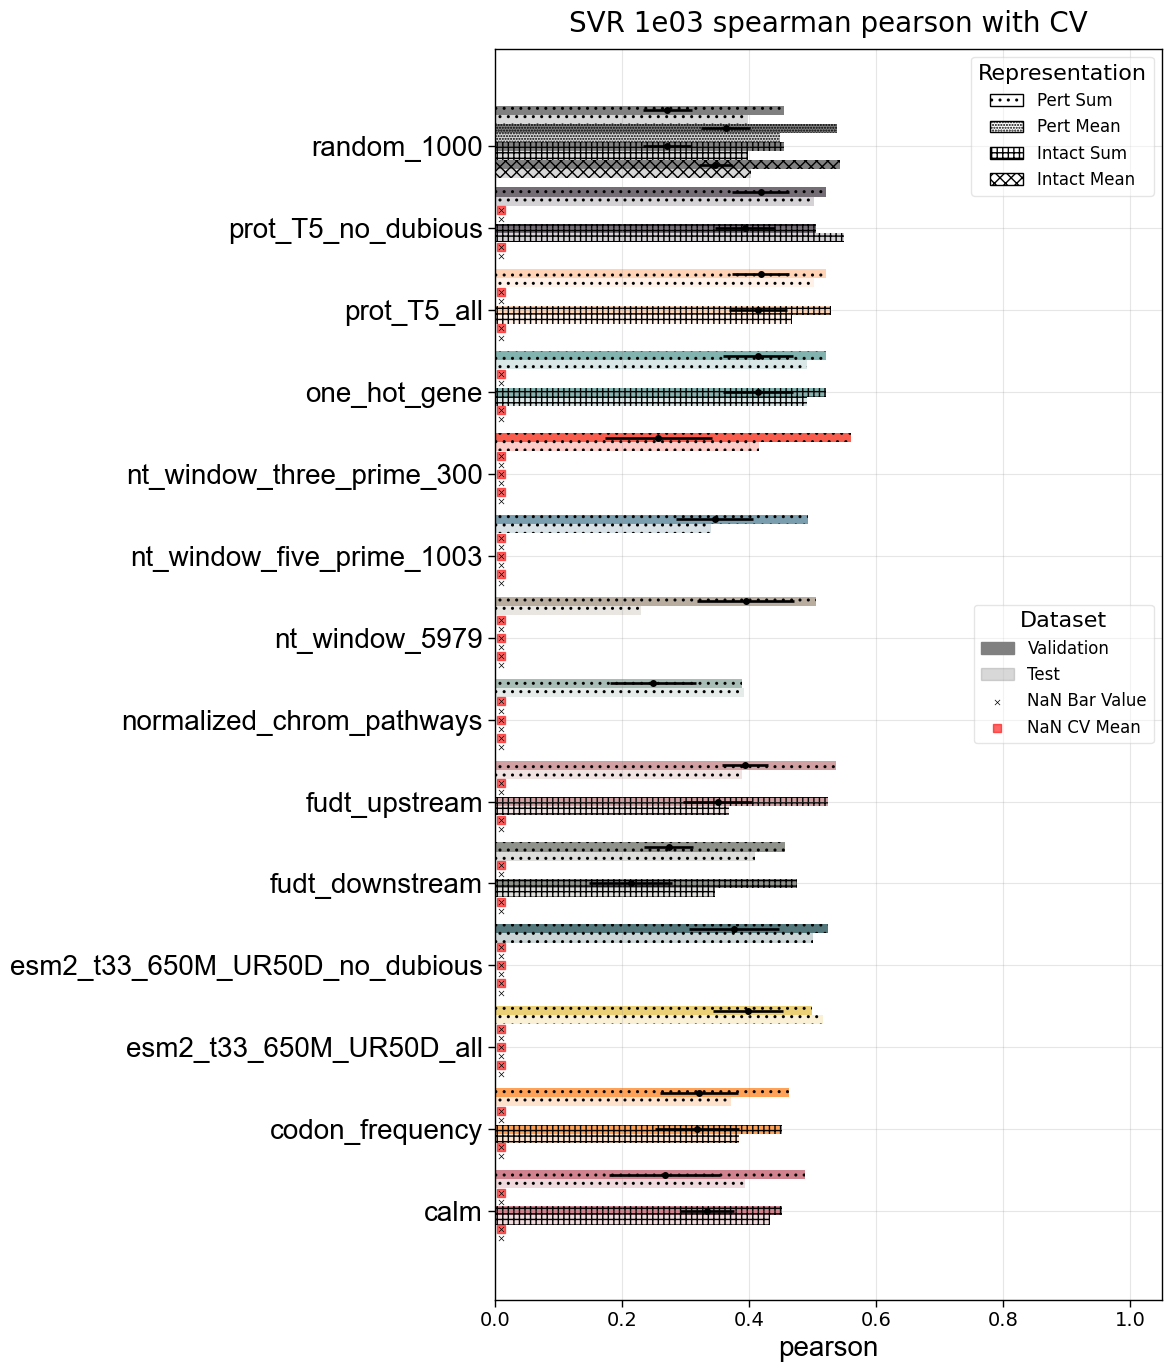 SVR 1e03 spearman pearson with CV
Representation
Pert Sum
Pert Mean
Intact Sum
Intact Mean
random_1000
prot_T5_no_dubious
prot_T5_all
one_hot_gene
nt_window_three_prime_300
nt_window_five_prime_1003
nt_window_5979
Dataset
Validation
Test
NaN Bar Value
NaN CV Mean
normalized_chrom_pathways
fudt_upstream
fudt_downstream
esm2_t33_650M_UR50D_no_dubious
esm2_t33_650M_UR50D_all
codon_frequency
calm
0.0 0.2 0.4 0.6 0.8 1.0
pearson